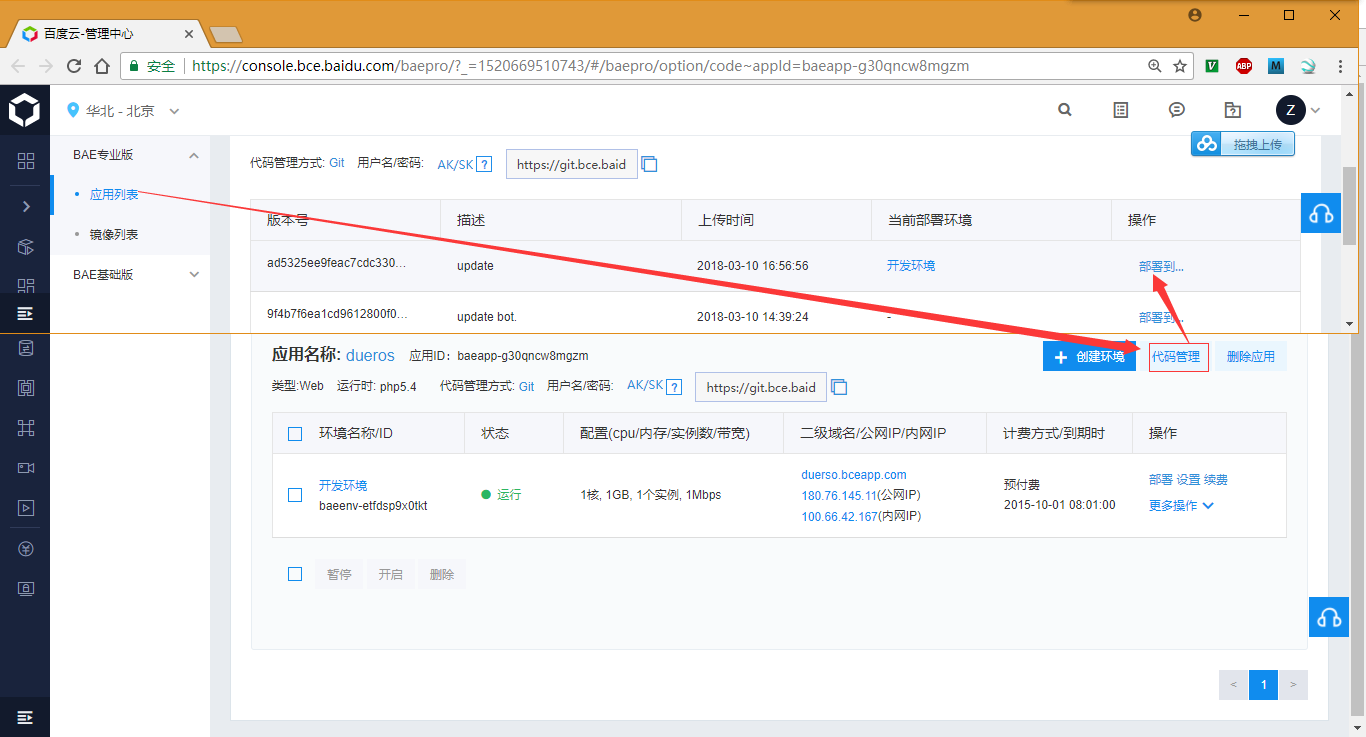 百度云-管理中心
安全 https://console.bce.baidu.com/baepro/?_=1520669510743/#/baepro/option/code~appId=baeapp-g30qncw8mgzm
V ABP M
华北 - 北京
Z
拖拽上传
BAE专业版
应用列表
镜像列表
BAE基础版
代码管理方式: Git 用户名/密码: AK/SK ? https://git.bce.baid
版本号 描述 上传时间 当前部署环境 操作
ad5325ee9feac7cdc330... update 2018-03-10 16:56:56 开发环境 部署到...
9f4b7f6ea1cd9612800f0... update bot. 2018-03-10 14:39:24 - 部署到...
应用名称: dueros 应用ID: baeapp-g30qncw8mgzm + 创建环境 代码管理 删除应用
类型:Web 运行时: php5.4 代码管理方式: Git 用户名/密码: AK/SK ? https://git.bce.baid
环境名称/ID 状态 配置(cpu/内存/实例数/带宽) 二级域名/公网IP/内网IP 计费方式/到期时 操作
开发环境 运行 1核, 1GB, 1个实例, 1Mbps duerso.bceapp.com 预付费 部署 设置 续费
baeenv-etfdsp9x0tkt 180.76.145.11(公网IP) 2015-10-01 08:01:00 更多操作
100.66.42.167(内网IP)
暂停 开启 删除
< 1 >